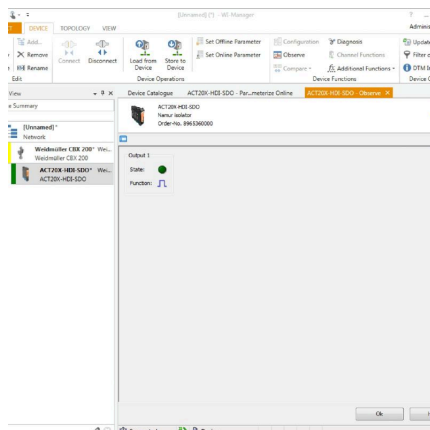 [Unnamed] (*) - WI-Manager
DEVICE TOPOLOGY VIEW
Add...
Remove
Rename
Edit
Connect
Disconnect
Load from Device
Store to Device
Device Operations
Set Offline Parameter
Set Online Parameter
Configuration
Observe
Compare
Diagnosis
Channel Functions
Additional Functions
Device Functions
Update
Filter
DTM
View
Summary
[Unnamed]*
Network
Weidmüller CBX 200* Wei...
Weidmüller CBX 200
ACT20X-HDI-SDO* Wei...
ACT20X-HDI-SDO
Device Catalogue ACT20X-HDI-SDO - Par...meterize Online ACT20X-HDI-SDO - Observe
ACT20X-HDI-SDO
Namur isolator
Order-No. 8965360000
Output 1
State:
Function:
Ok